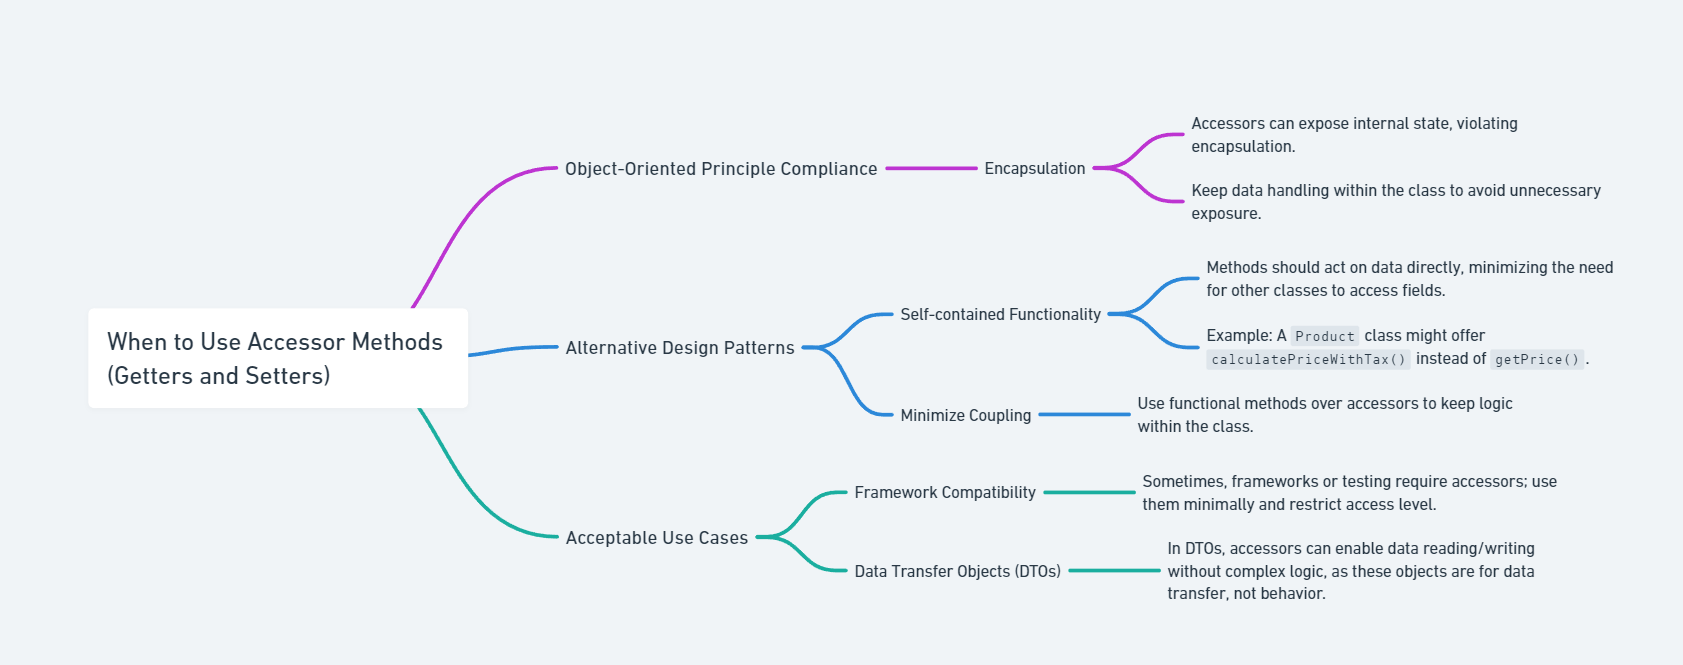 When to Use Accessor Methods
(Getters and Setters)
Object-Oriented Principle Compliance
Encapsulation
Accessors can expose internal state, violating
encapsulation.
Keep data handling within the class to avoid unnecessary
exposure.
Alternative Design Patterns
Self-contained Functionality
Methods should act on data directly, minimizing the need
for other classes to access fields.
Example: A Product class might offer
calculatePriceWithTax() instead of getPrice().
Minimize Coupling
Use functional methods over accessors to keep logic
within the class.
Acceptable Use Cases
Framework Compatibility
Sometimes, frameworks or testing require accessors; use
them minimally and restrict access level.
Data Transfer Objects (DTOs)
In DTOs, accessors can enable data reading/writing
without complex logic, as these objects are for data
transfer, not behavior.